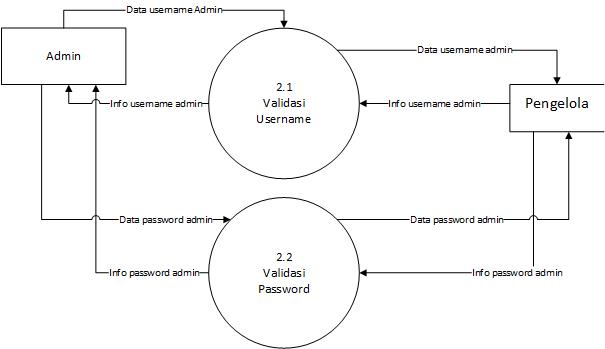 Data username Admin
Admin
2.1
Validasi
Username
Data username admin
Info username admin
Info username admin
Pengelola
Data password admin
Data password admin
2.2
Validasi
Password
Info password admin
Info password admin